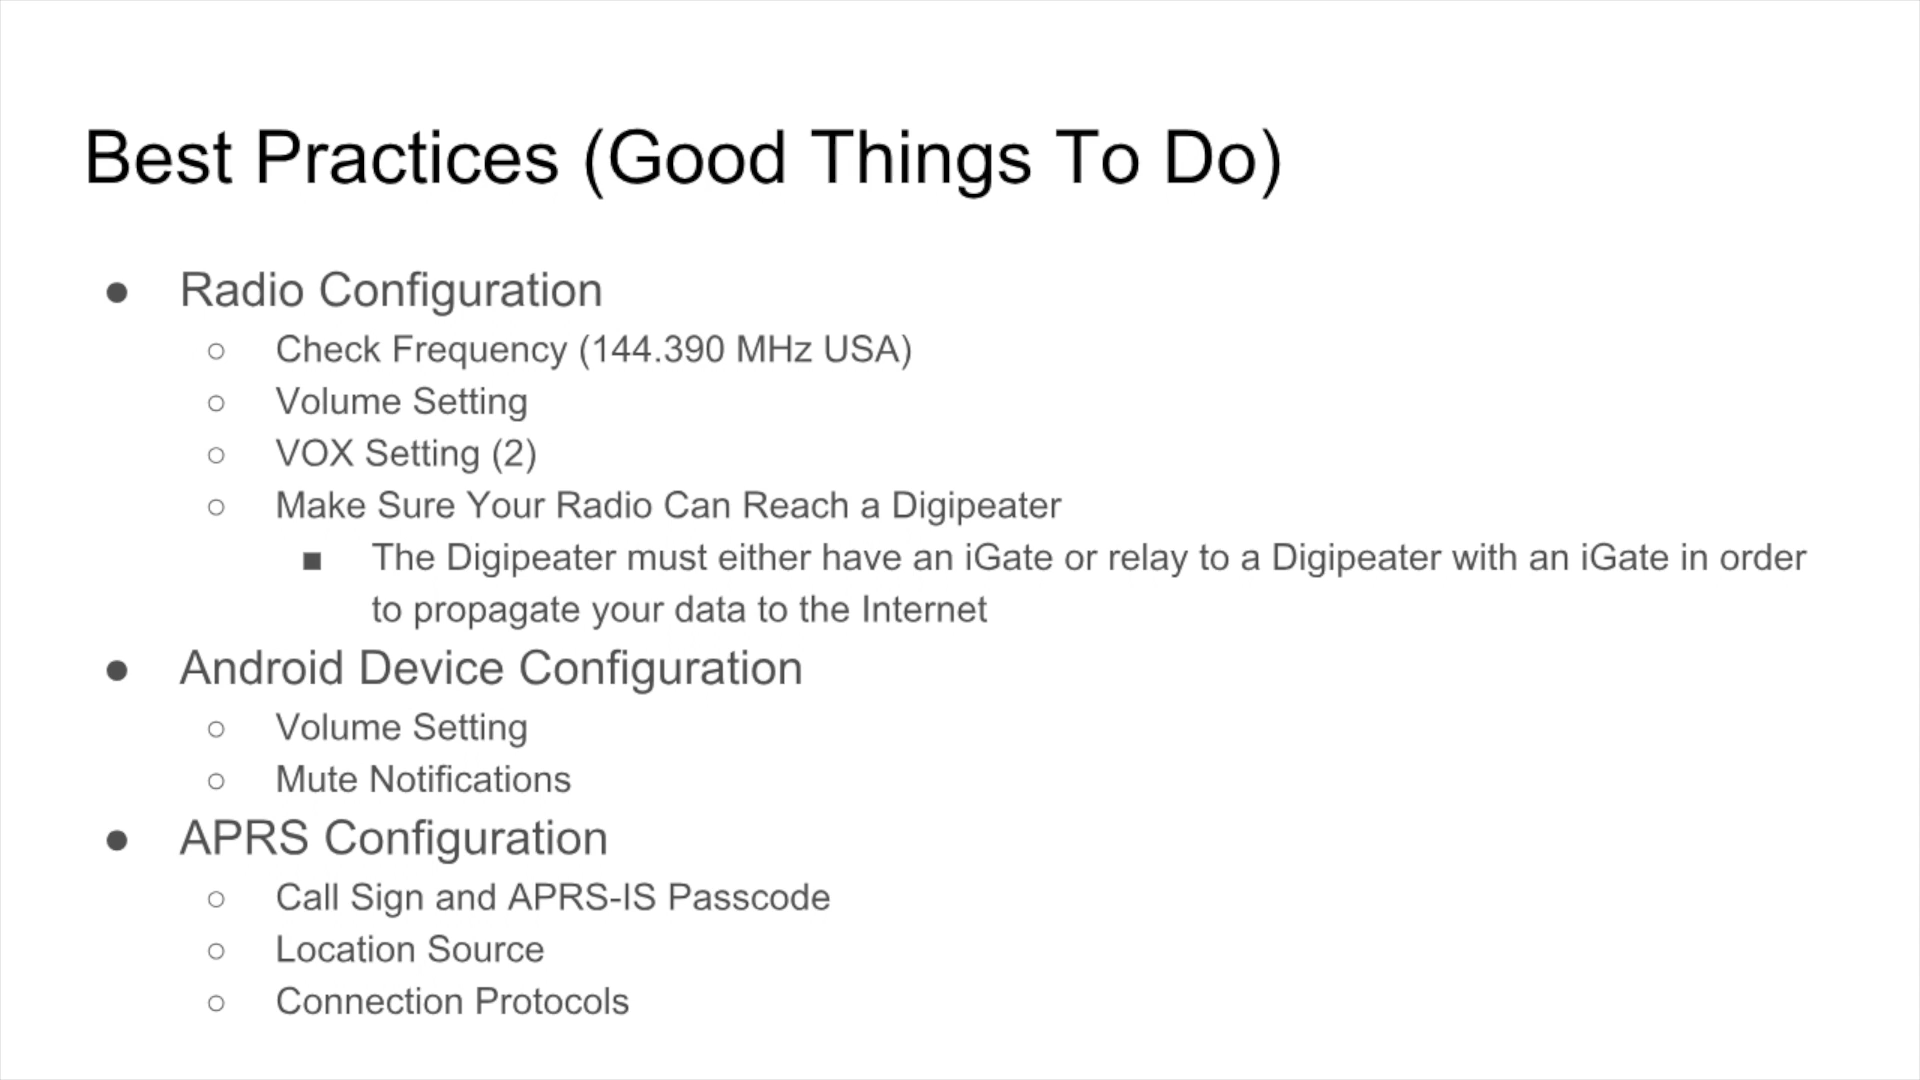 Best Practices (Good Things To Do)
● Radio Configuration
○ Check Frequency (144.390 MHz USA)
○ Volume Setting
○ VOX Setting (2)
○ Make Sure Your Radio Can Reach a Digipeater
■ The Digipeater must either have an iGate or relay to a Digipeater with an iGate in order
to propagate your data to the Internet
● Android Device Configuration
○ Volume Setting
○ Mute Notifications
● APRS Configuration
○ Call Sign and APRS-IS Passcode
○ Location Source
○ Connection Protocols